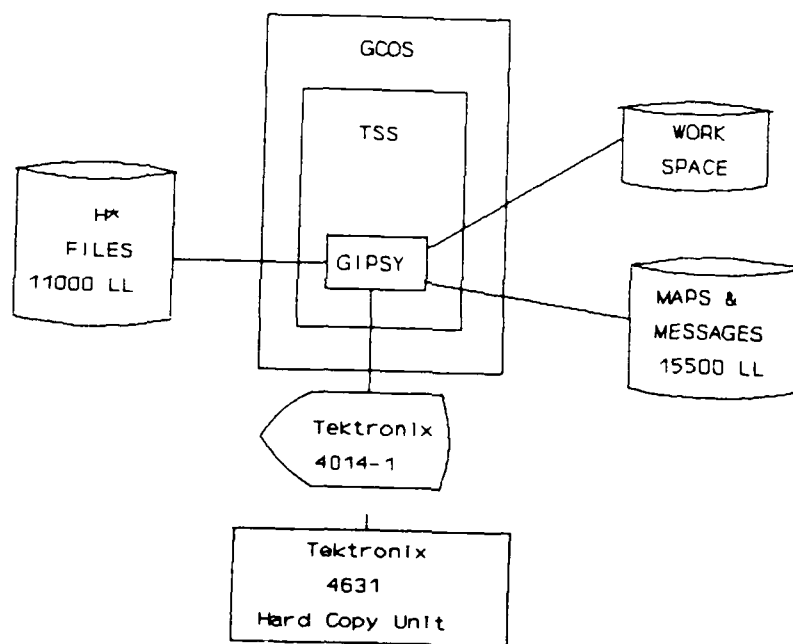 GCOS
TSS
WORK
SPACE
H*
FILES
11000 LL
GIPSY
MAPS &
MESSAGES
15500 LL
Tektronix
4014-1
Tektronix
4631
Hard Copy Unit